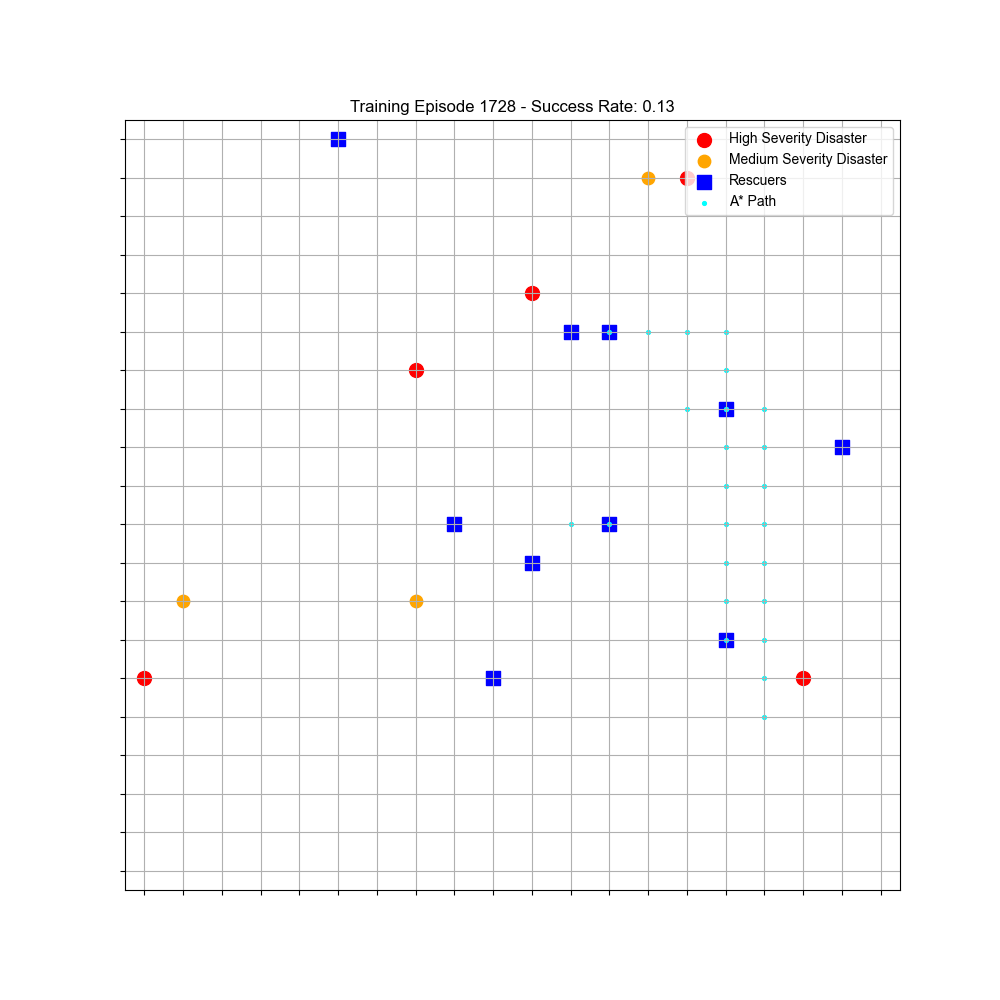 Training Episode 1728 - Success Rate: 0.13
High Severity Disaster
Medium Severity Disaster
Rescuers
A* Path